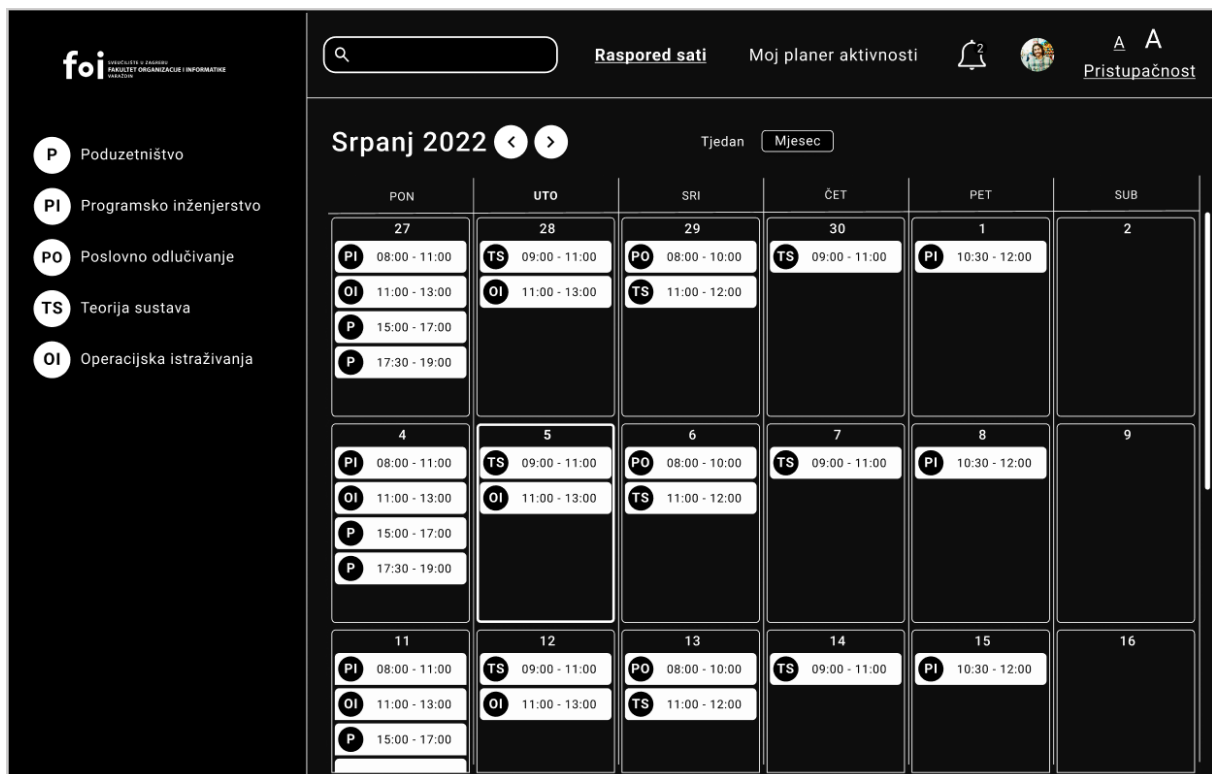 foi
SVEUČILIŠTE U ZAGREBU
FAKULTET ORGANIZACIJE I INFORMATIKE
VARAŽDIN
Raspored sati
Moj planer aktivnosti
2
A A
Pristupačnost
P Poduzetništvo
PI Programsko inženjerstvo
PO Poslovno odlučivanje
TS Teorija sustava
OI Operacijska istraživanja
Srpanj 2022 < >
Tjedan Mjesec
PON UTO SRI ČET PET SUB
27 28 29 30 1 2
PI 08:00 - 11:00 TS 09:00 - 11:00 PO 08:00 - 10:00 TS 09:00 - 11:00 PI 10:30 - 12:00
OI 11:00 - 13:00 OI 11:00 - 13:00 TS 11:00 - 12:00
P 15:00 - 17:00
P 17:30 - 19:00
4 5 6 7 8 9
PI 08:00 - 11:00 TS 09:00 - 11:00 PO 08:00 - 10:00 TS 09:00 - 11:00 PI 10:30 - 12:00
OI 11:00 - 13:00 OI 11:00 - 13:00 TS 11:00 - 12:00
P 15:00 - 17:00
P 17:30 - 19:00
11 12 13 14 15 16
PI 08:00 - 11:00 TS 09:00 - 11:00 PO 08:00 - 10:00 TS 09:00 - 11:00 PI 10:30 - 12:00
OI 11:00 - 13:00 OI 11:00 - 13:00 TS 11:00 - 12:00
P 15:00 - 17:00